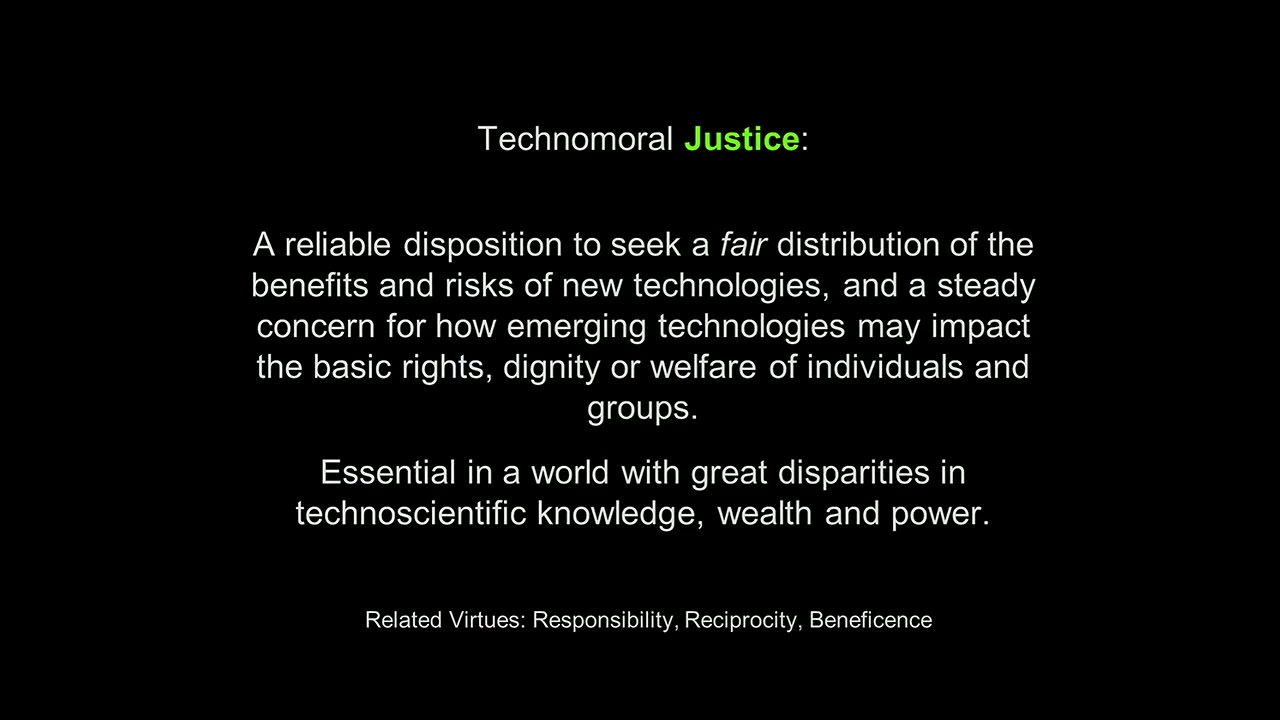 Technomoral Justice:
A reliable disposition to seek a fair distribution of the
benefits and risks of new technologies, and a steady
concern for how emerging technologies may impact
the basic rights, dignity or welfare of individuals and
groups.
Essential in a world with great disparities in
technoscientific knowledge, wealth and power.
Related Virtues: Responsibility, Reciprocity, Beneficence